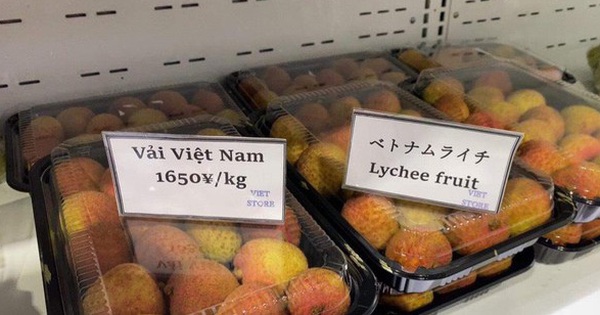 Vải Việt Nam
1650¥/kg
VIET
STORE
ベトナムライチ
Lychee fruit
VIET
STORE